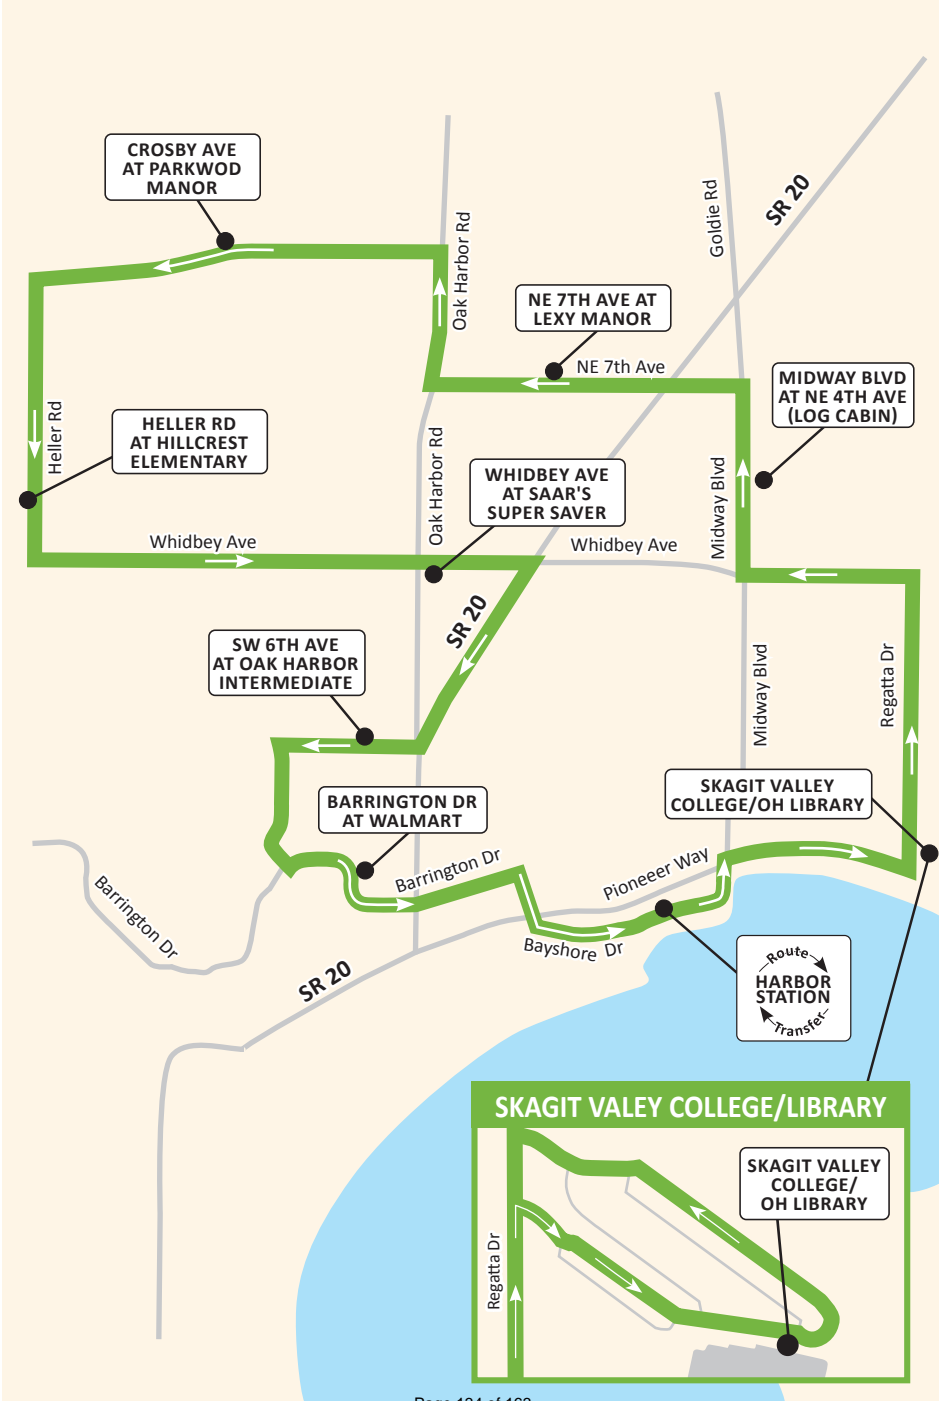 CROSBY AVE
AT PARKWOD
MANOR
Goldie Rd
SR 20
Oak Harbor Rd
NE 7TH AVE AT
LEXY MANOR
NE 7th Ave
MIDWAY BLVD
AT NE 4TH AVE
(LOG CABIN)
Heller Rd
HELLER RD
AT HILLCREST
ELEMENTARY
Oak Harbor Rd
WHIDBEY AVE
AT SAAR'S
SUPER SAVER
Midway Blvd
Whidbey Ave
Whidbey Ave
SR 20
SW 6TH AVE
AT OAK HARBOR
INTERMEDIATE
Midway Blvd
Regatta Dr
SKAGIT VALLEY
COLLEGE/OH LIBRARY
BARRINGTON DR
AT WALMART
Barrington Dr
Pioneeer Way
Barrington Dr
Bayshore Dr
SR 20
Route
HARBOR
STATION
Transfer
SKAGIT VALEY COLLEGE/LIBRARY
SKAGIT VALLEY
COLLEGE/
OH LIBRARY
Regatta Dr